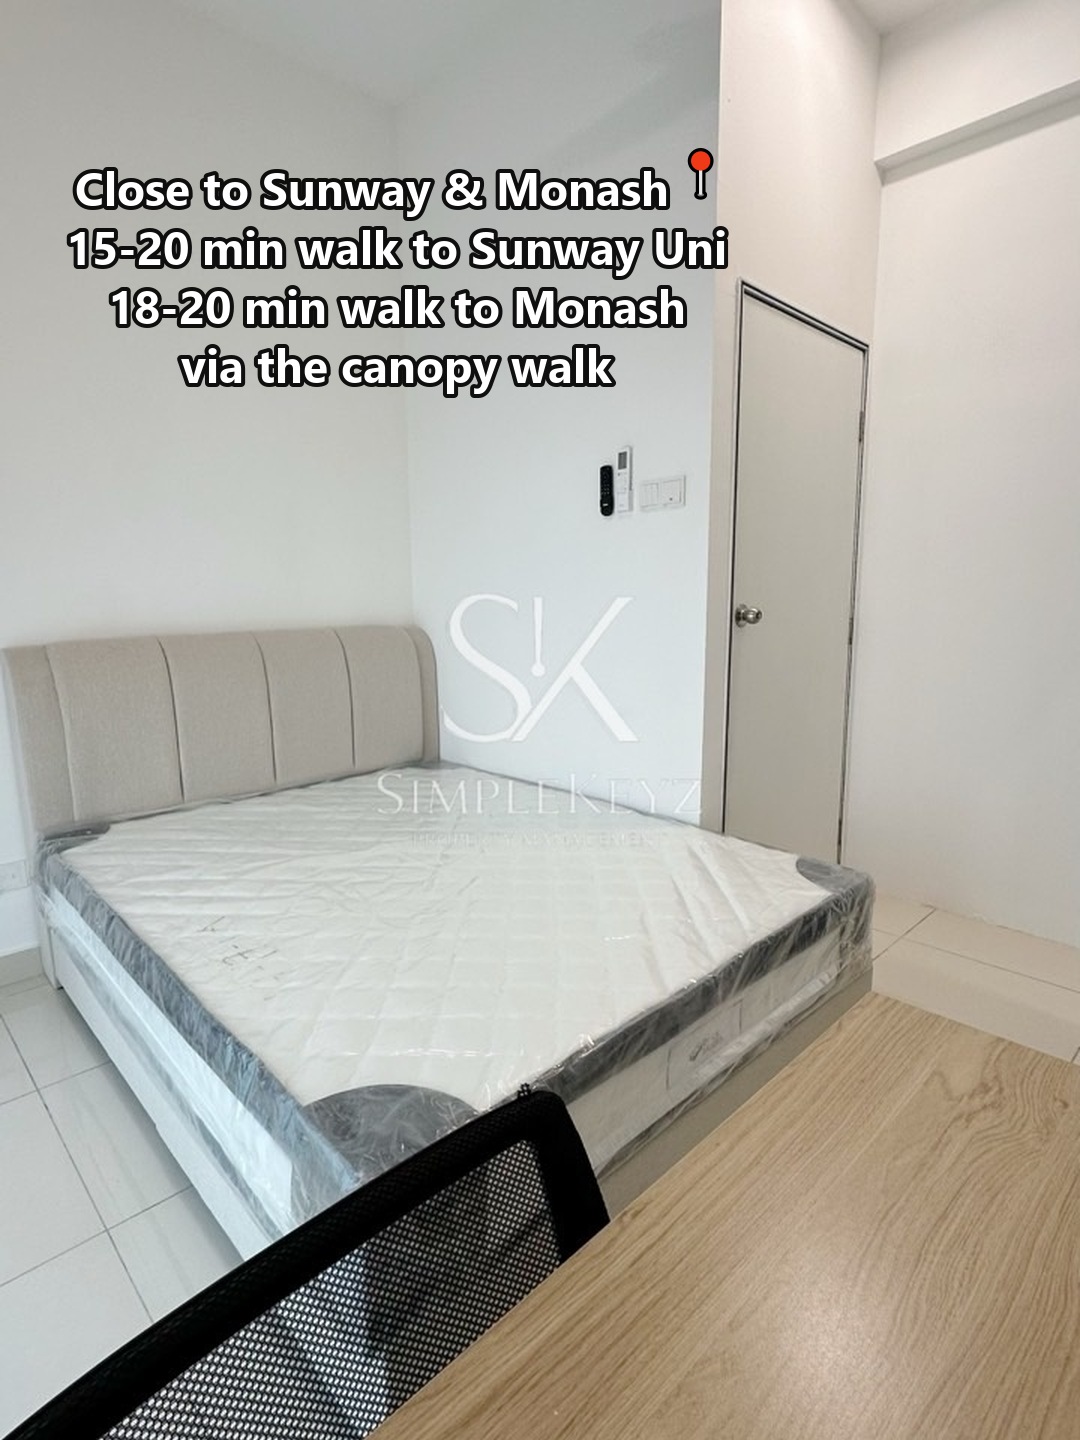 Close to Sunway & Monash📍
15-20 min walk to Sunway Uni
18-20 min walk to Monash
via the canopy walk
SK
SIMPLEKEYZ